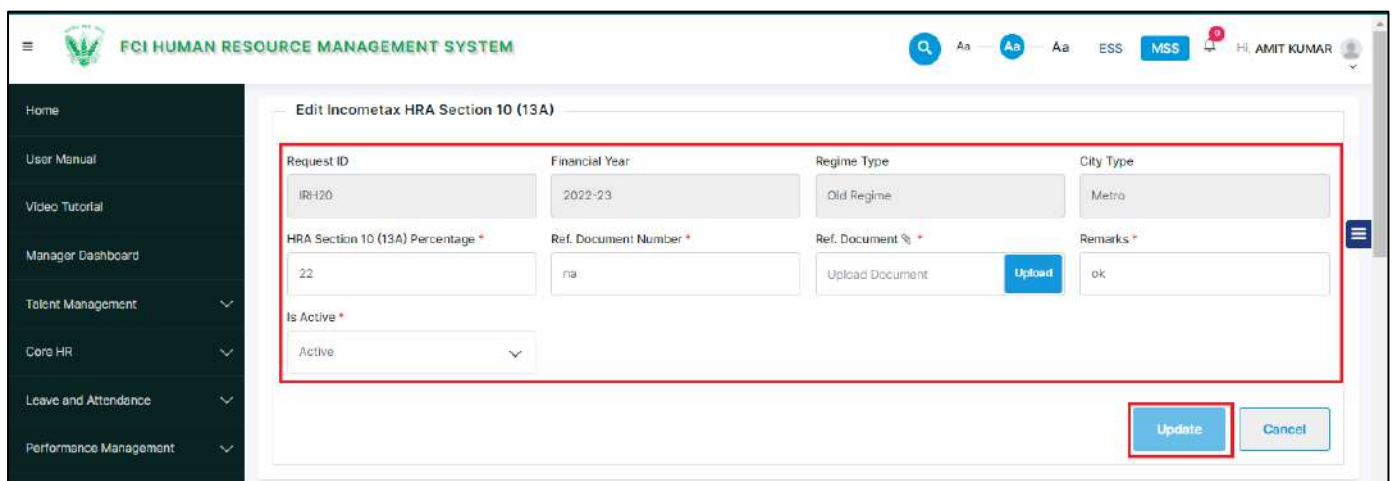 FCI HUMAN RESOURCE MANAGEMENT SYSTEM
Aa Aa Aa ESS MSS 0 Hi, AMIT KUMAR
Home
User Manual
Video Tutorial
Manager Dashboard
Talent Management
Core HR
Leave and Attendance
Performance Management
Edit Incometax HRA Section 10 (13A)
Request ID Financial Year Regime Type City Type
IRH20 2022-23 Old Regime Metro
HRA Section 10 (13A) Percentage * Ref. Document Number * Ref. Document * Remarks *
22 na Upload Document Upload ok
Is Active *
Active
Update Cancel